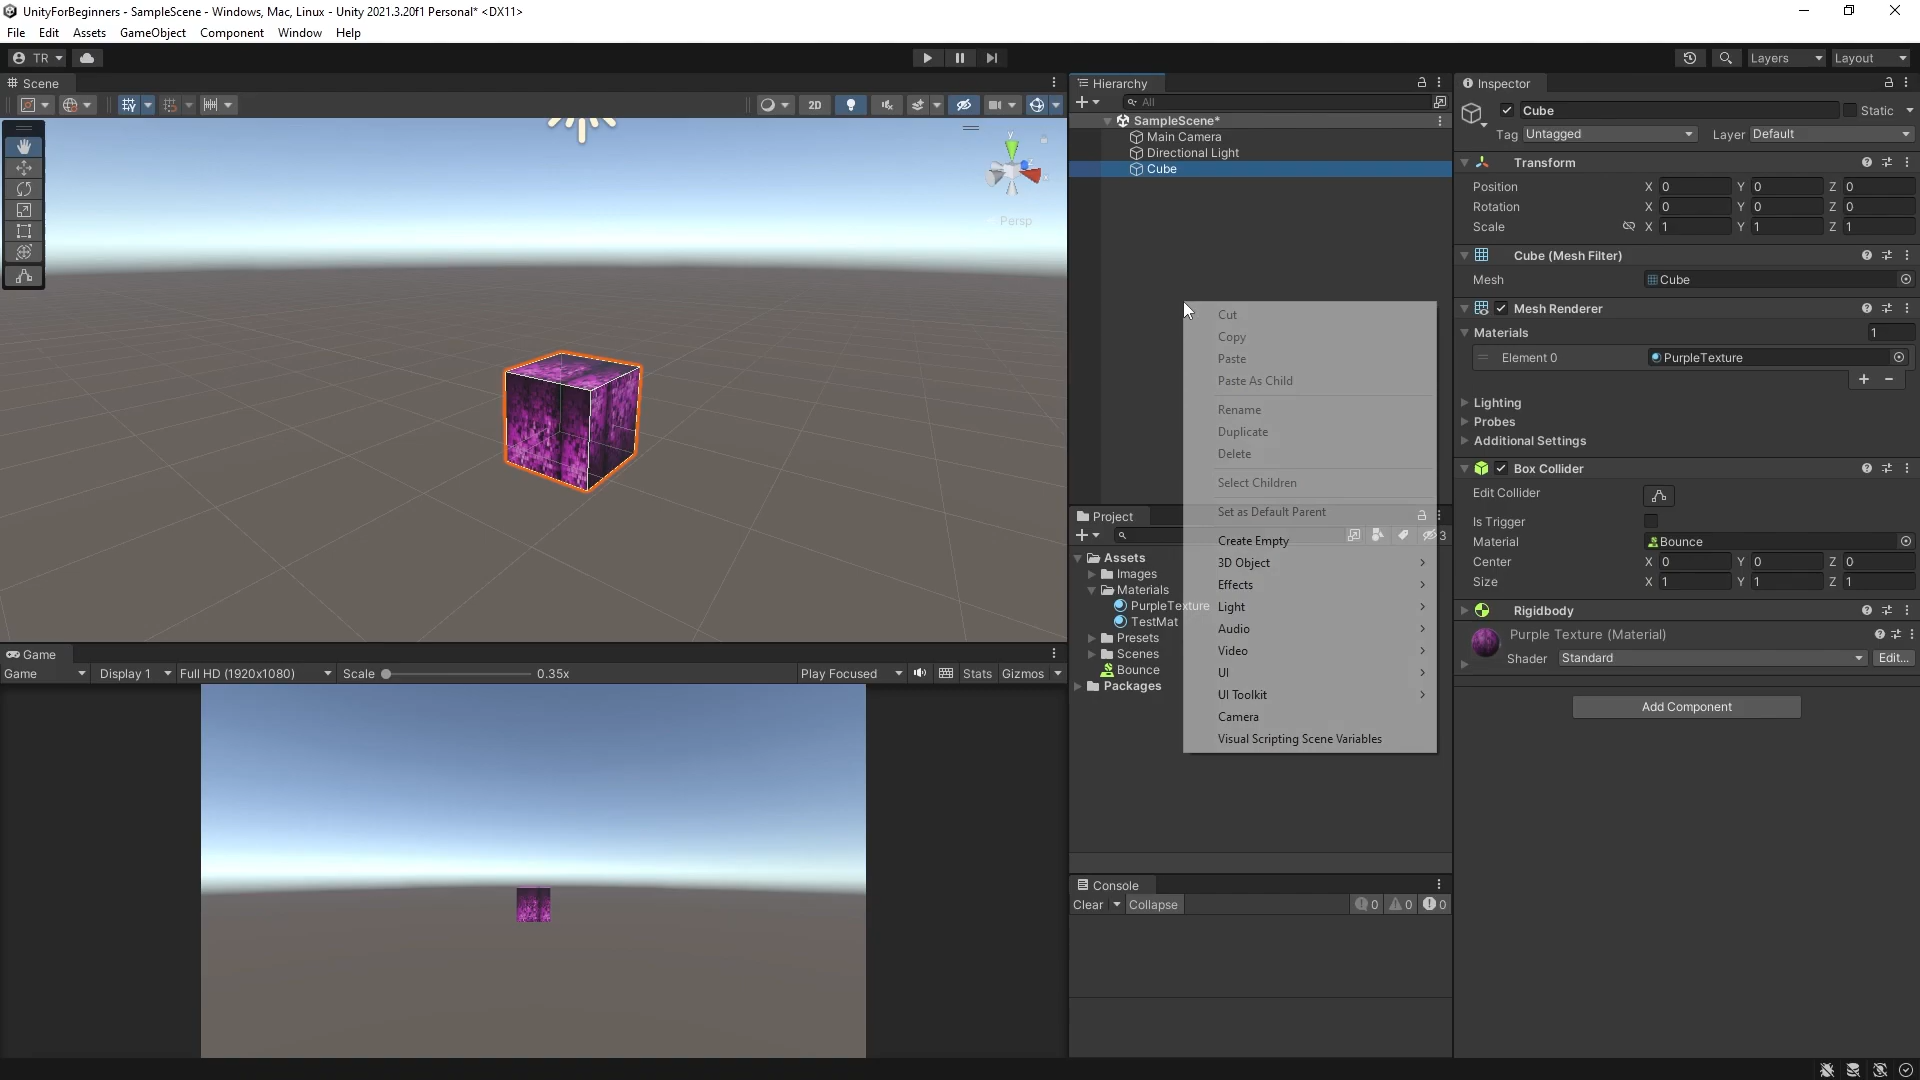 UnityForBeginners - SampleScene - Windows, Mac, Linux - Unity 2021.3.20f1 Personal* <DX11>
File Edit Assets GameObject Component Window Help
TR
Layers Layout
Scene
2D
Persp
Hierarchy
All
SampleScene*
Main Camera
Directional Light
Cube
Cut
Copy
Paste
Paste As Child
Rename
Duplicate
Delete
Select Children
Set as Default Parent
Create Empty
3D Object
Effects
Light
Audio
Video
UI
UI Toolkit
Camera
Visual Scripting Scene Variables
Project
3
Assets
Images
Materials
PurpleTexture
TestMat
Presets
Scenes
Bounce
Packages
Console
Clear Collapse 0 0 0
Game
Game Display 1 Full HD (1920x1080) Scale 0.35x Play Focused Stats Gizmos
Inspector
Cube Static
Tag Untagged Layer Default
Transform
Position X 0 Y 0 Z 0
Rotation X 0 Y 0 Z 0
Scale X 1 Y 1 Z 1
Cube (Mesh Filter)
Mesh Cube
Mesh Renderer
Materials 1
Element 0 PurpleTexture
Lighting
Probes
Additional Settings
Box Collider
Edit Collider
Is Trigger
Material Bounce
Center X 0 Y 0 Z 0
Size X 1 Y 1 Z 1
Rigidbody
Purple Texture (Material)
Shader Standard Edit...
Add Component